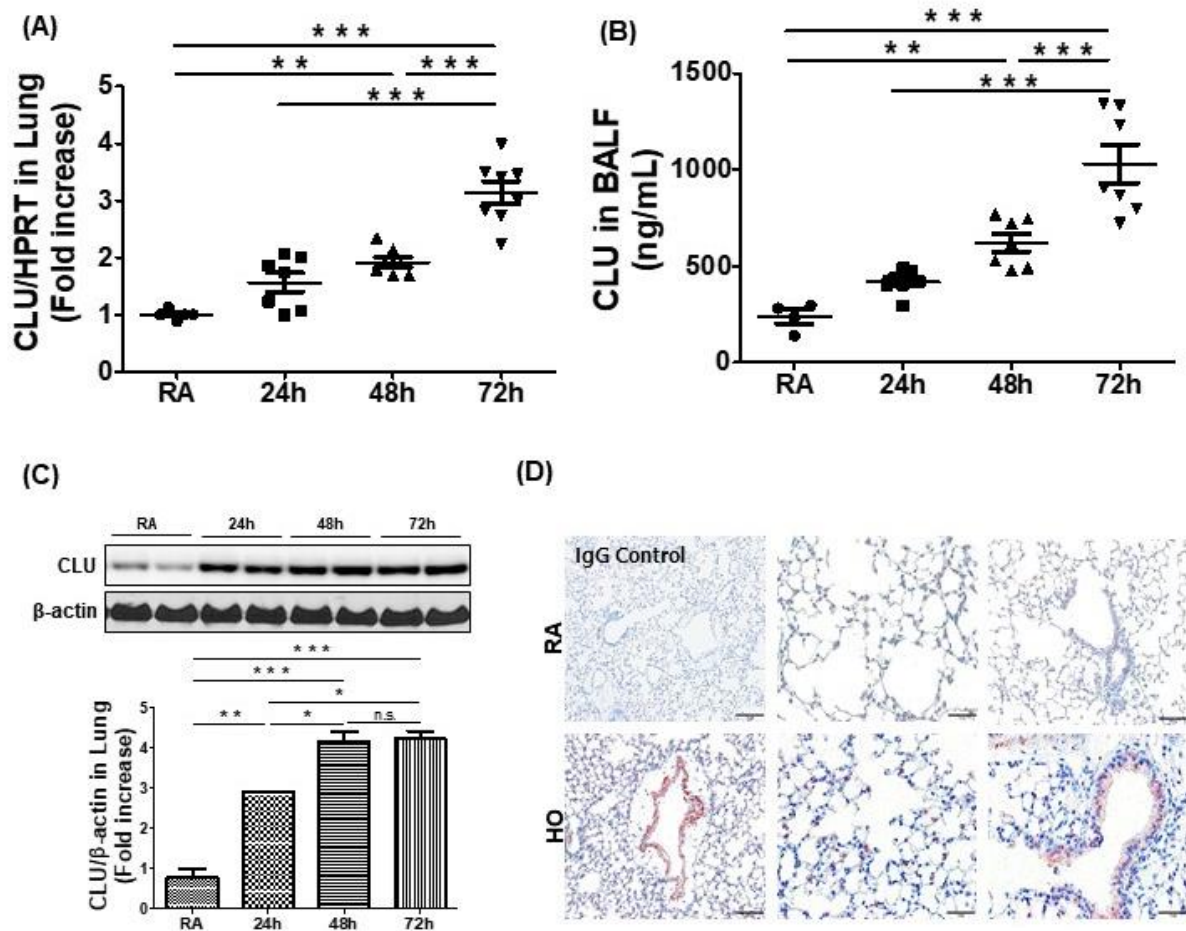 (A)
CLU/HPRT in Lung
(Fold increase)
* * *
* *
* * *
* * *
5
4
3
2
1
0
RA 24h 48h 72h
(B)
CLU in BALF
(ng/mL)
* * *
* *
* * *
* * *
1500
1000
500
0
RA 24h 48h 72h
(C)
RA 24h 48h 72h
CLU
β-actin
CLU/β-actin in Lung
(Fold increase)
* * *
* * *
*
* * * n.s.
5
4
3
2
1
0
RA 24h 48h 72h
(D)
IgG Control
RA
HO